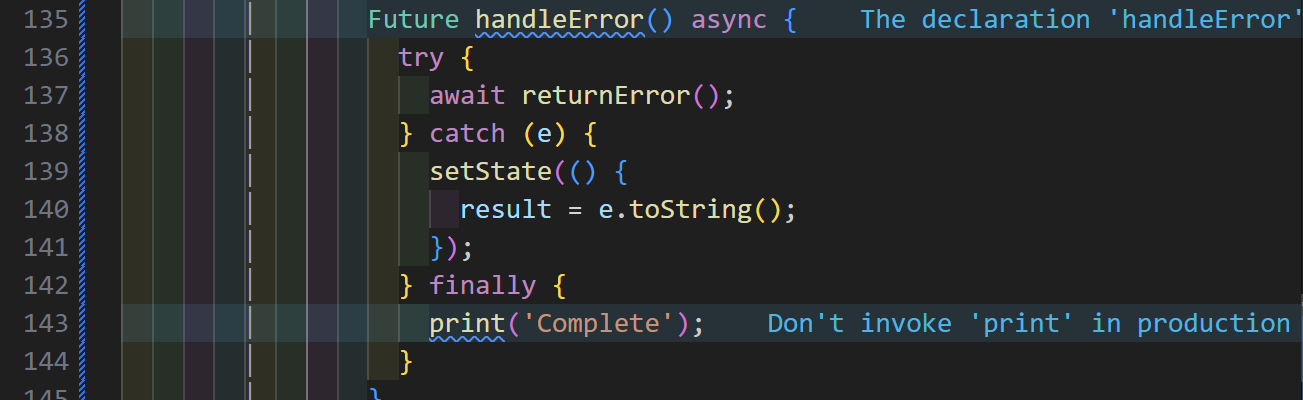 135 Future handleError() async { The declaration 'handleError'
136 try {
137 await returnError();
138 } catch (e) {
139 setState(() {
140 result = e.toString();
141 });
142 } finally {
143 print('Complete'); Don't invoke 'print' in production
144 }
145 }